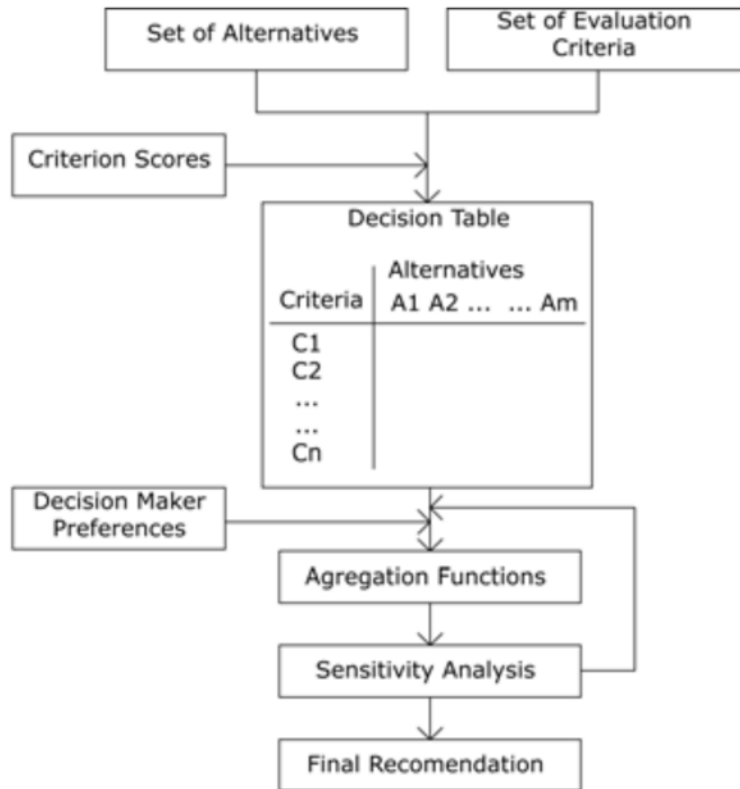 Set of Alternatives
Set of Evaluation
Criteria
Criterion Scores
Decision Table
Alternatives
Criteria
A1 A2 ... ... Am
C1
C2
...
...
Cn
Decision Maker
Preferences
Agregation Functions
Sensitivity Analysis
Final Recomendation